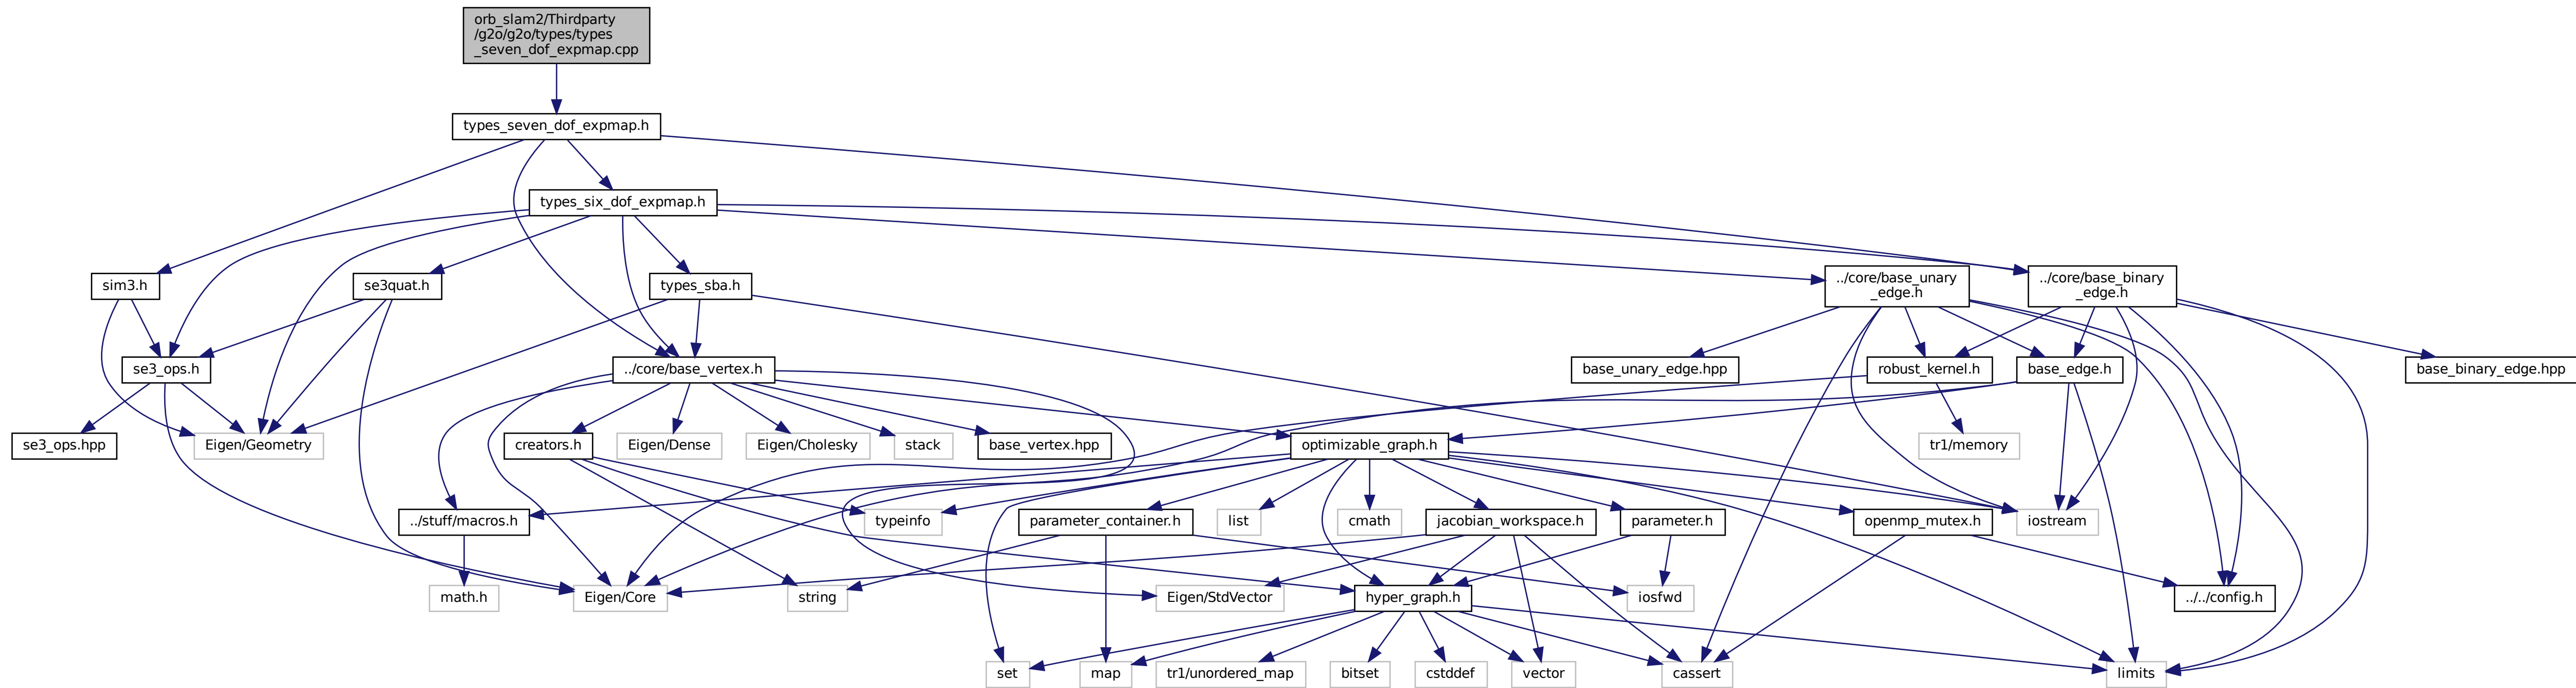 orb_slam2/Thirdparty
/g2o/g2o/types/types
_seven_dof_expmap.cpp
types_seven_dof_expmap.h
types_six_dof_expmap.h
sim3.h
se3quat.h
types_sba.h
../core/base_unary
_edge.h
../core/base_binary
_edge.h
se3_ops.h
../core/base_vertex.h
base_unary_edge.hpp
robust_kernel.h
base_edge.h
base_binary_edge.hpp
se3_ops.hpp
Eigen/Geometry
creators.h
Eigen/Dense
Eigen/Cholesky
stack
base_vertex.hpp
optimizable_graph.h
tr1/memory
../stuff/macros.h
typeinfo
parameter_container.h
list
cmath
jacobian_workspace.h
parameter.h
openmp_mutex.h
iostream
math.h
Eigen/Core
string
Eigen/StdVector
hyper_graph.h
iosfwd
../../config.h
set
map
tr1/unordered_map
bitset
cstddef
vector
cassert
limits